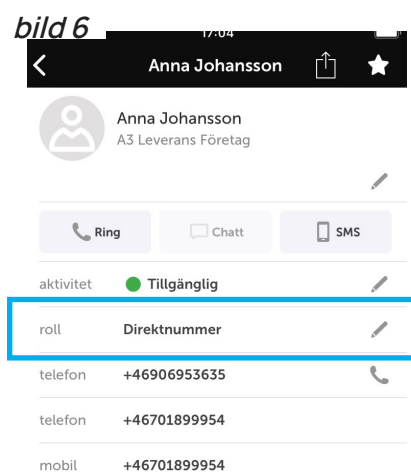 bild 6
17:04
Anna Johansson
Anna Johansson
A3 Leverans Företag
Ring
Chatt
SMS
aktivitet Tillgänglig
roll Direktnummer
telefon +46906953635
telefon +46701899954
mobil +46701899954